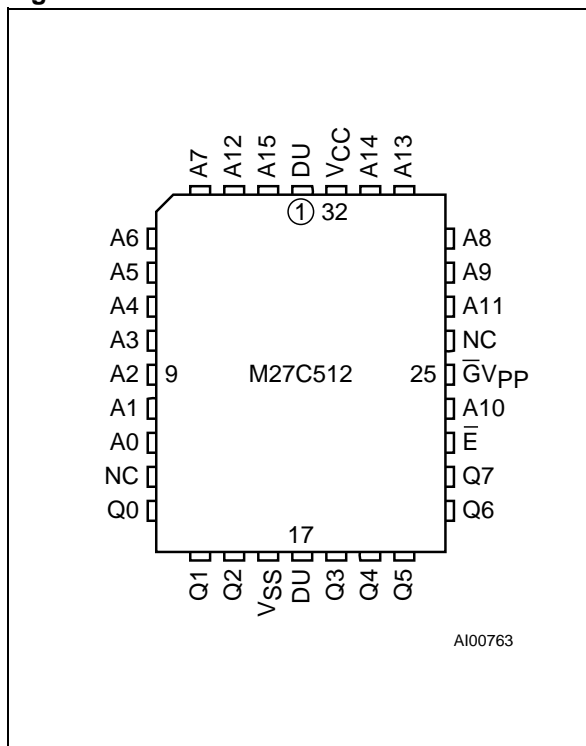 A7 A12 A15 DU VCC A14 A13
1 32
A6 A8
A5 A9
A4 A11
A3 NC
A2 9 M27C512 25 G̅VPP
A1 A10
A0 E̅
NC Q7
Q0 Q6
17
Q1 Q2 VSS DU Q3 Q4 Q5
AI00763